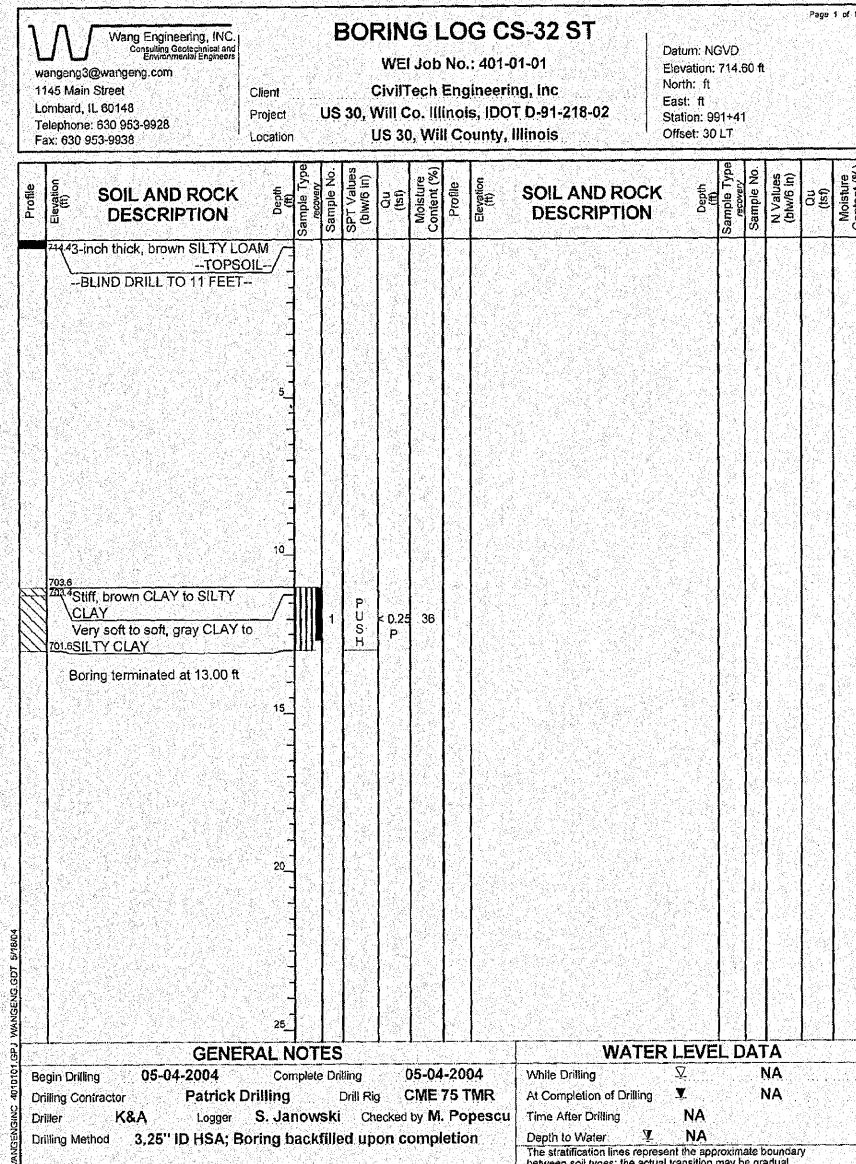 Page 1 of 1
Wang Engineering, INC.
Consulting Geotechnical and
Environmental Engineers
wangeng3@wangeng.com
1145 Main Street
Lombard, IL 60148
Telephone: 630 953-9928
Fax: 630 953-9938
BORING LOG CS-32 ST
WEI Job No.: 401-01-01
Client CivilTech Engineering, Inc
Project US 30, Will Co. Illinois, IDOT D-91-218-02
Location US 30, Will County, Illinois
Datum: NGVD
Elevation: 714.60 ft
North: ft
East: ft
Station: 991+41
Offset: 30 LT
Profile
Elevation (ft)
SOIL AND ROCK DESCRIPTION
Depth (ft)
Sample Type
recovery
Sample No.
SPT Values (blw/6 in)
Qu (tsf)
Moisture Content (%)
Profile
Elevation (ft)
SOIL AND ROCK DESCRIPTION
Depth (ft)
Sample Type
recovery
Sample No.
N Values (blw/6 in)
Qu (tsf)
Moisture Content (%)
714.4 3-inch thick, brown SILTY LOAM
--TOPSOIL--
--BLIND DRILL TO 11 FEET--
5
10
703.6
703.4 Stiff, brown CLAY to SILTY
CLAY
Very soft to soft, gray CLAY to
701.6 SILTY CLAY
1
PUSH
< 0.25
P
36
Boring terminated at 13.00 ft
15
20
25
GENERAL NOTES
Begin Drilling 05-04-2004 Complete Drilling 05-04-2004
Drilling Contractor Patrick Drilling Drill Rig CME 75 TMR
Driller K&A Logger S. Janowski Checked by M. Popescu
Drilling Method 3.25" ID HSA; Boring backfilled upon completion
WATER LEVEL DATA
While Drilling NA
At Completion of Drilling NA
Time After Drilling NA
Depth to Water NA
The stratification lines represent the approximate boundary
between soil types; the actual transition may be gradual.
WANGENGINC 4010101.GPJ WANGENG.GDT 5/18/04